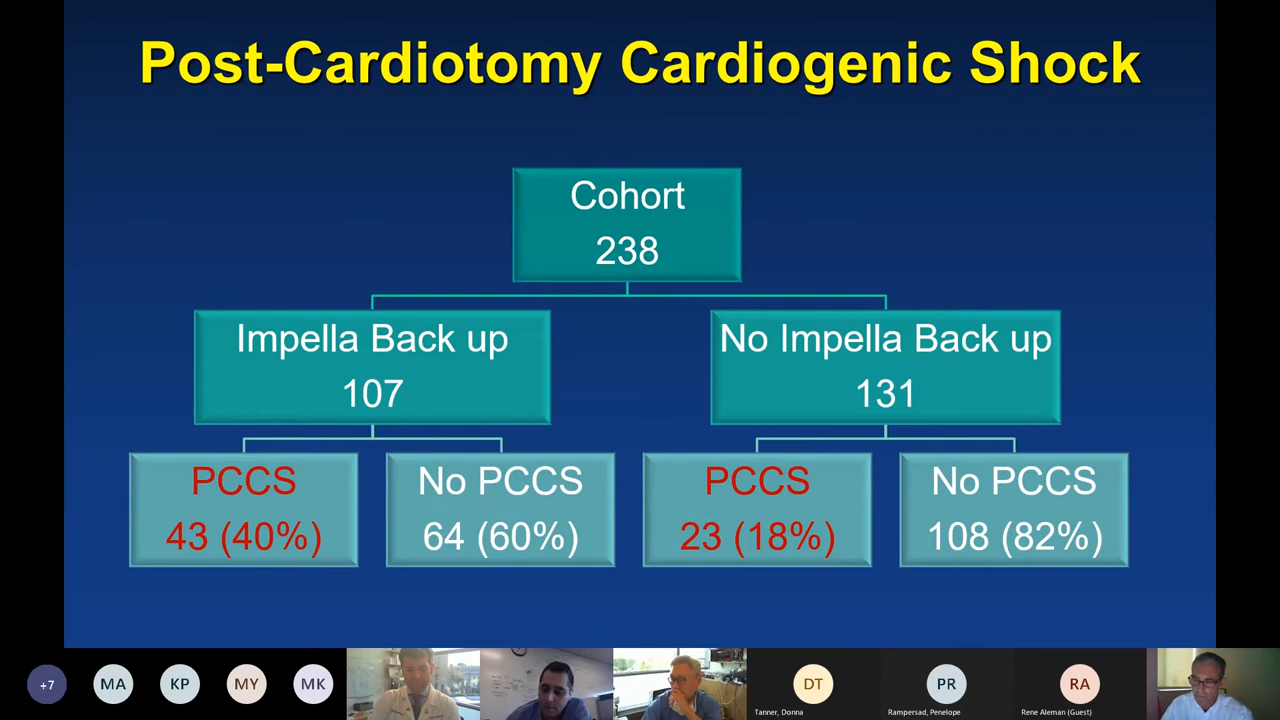 Post-Cardiotomy Cardiogenic Shock
Cohort
238
Impella Back up
107
No Impella Back up
131
PCCS
43 (40%)
No PCCS
64 (60%)
PCCS
23 (18%)
No PCCS
108 (82%)
+7
MA
KP
MY
MK
DT
Tanner, Donna
PR
Rampersad, Penelope
RA
Rene Aleman (Guest)